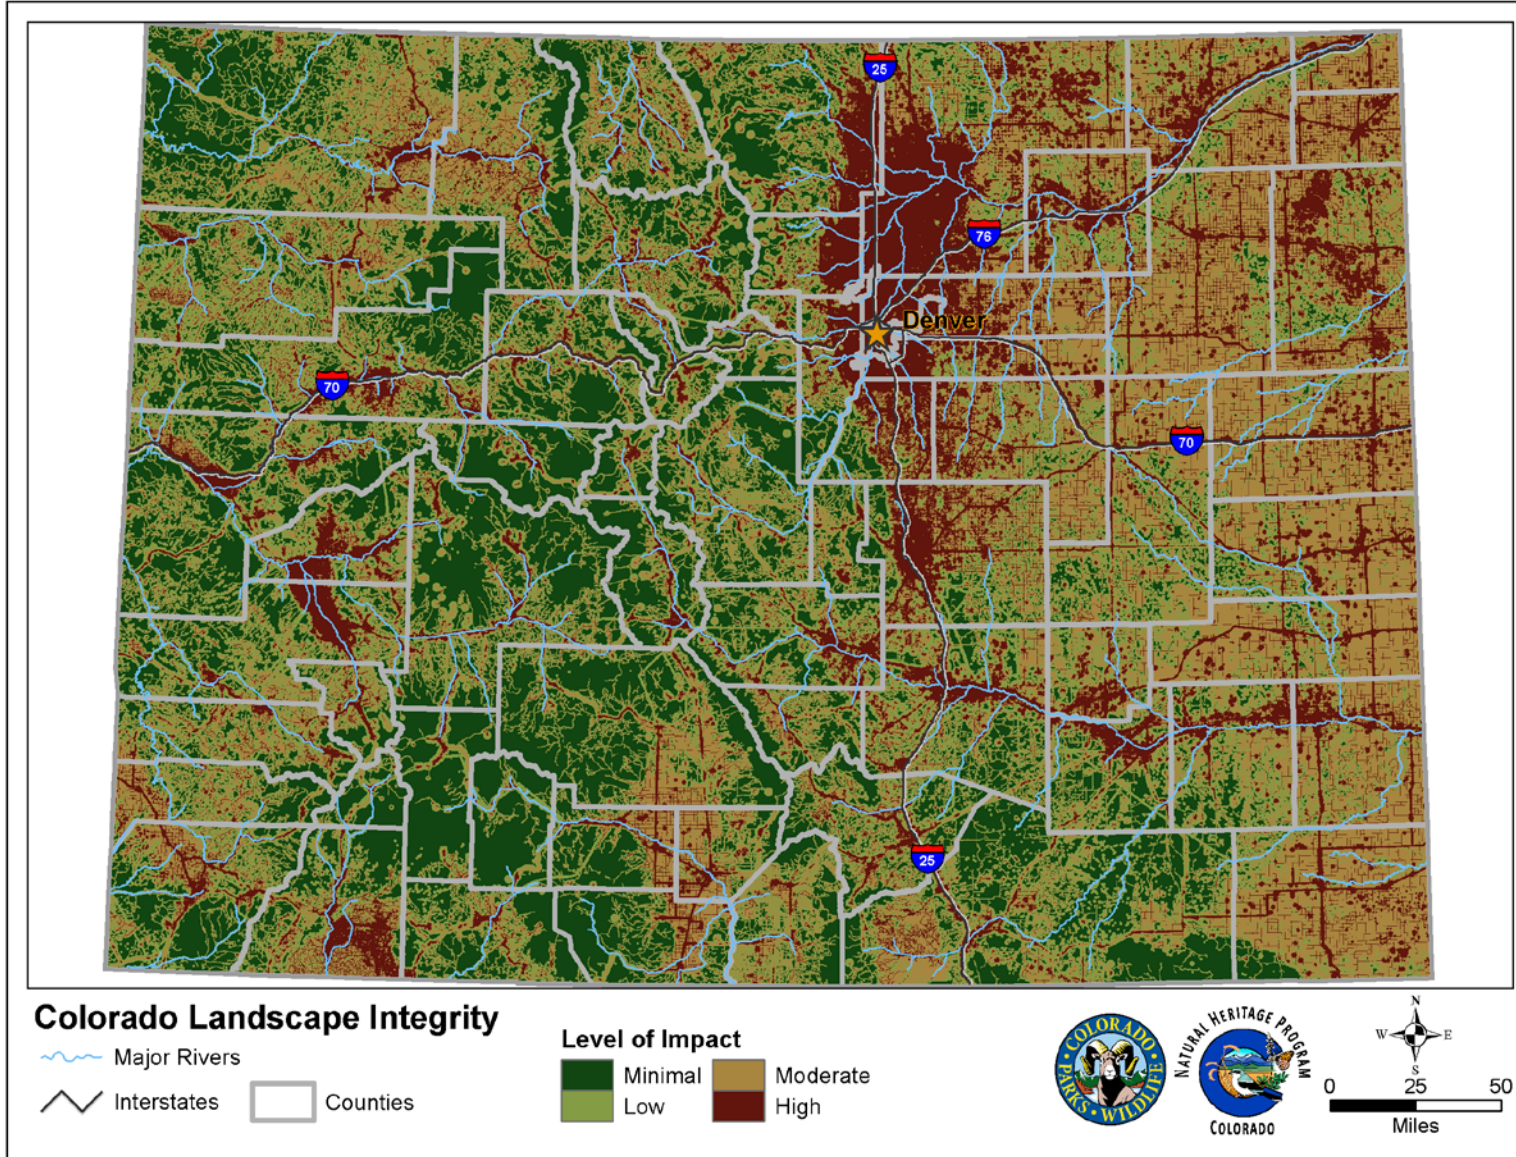 25
76
Denver
70
70
25
Colorado Landscape Integrity
Major Rivers
Interstates
Counties
Level of Impact
Minimal
Moderate
Low
High
COLORADO
PARKS • WILDLIFE
NATURAL HERITAGE PROGRAM
COLORADO
N
W
E
S
0 25 50
Miles